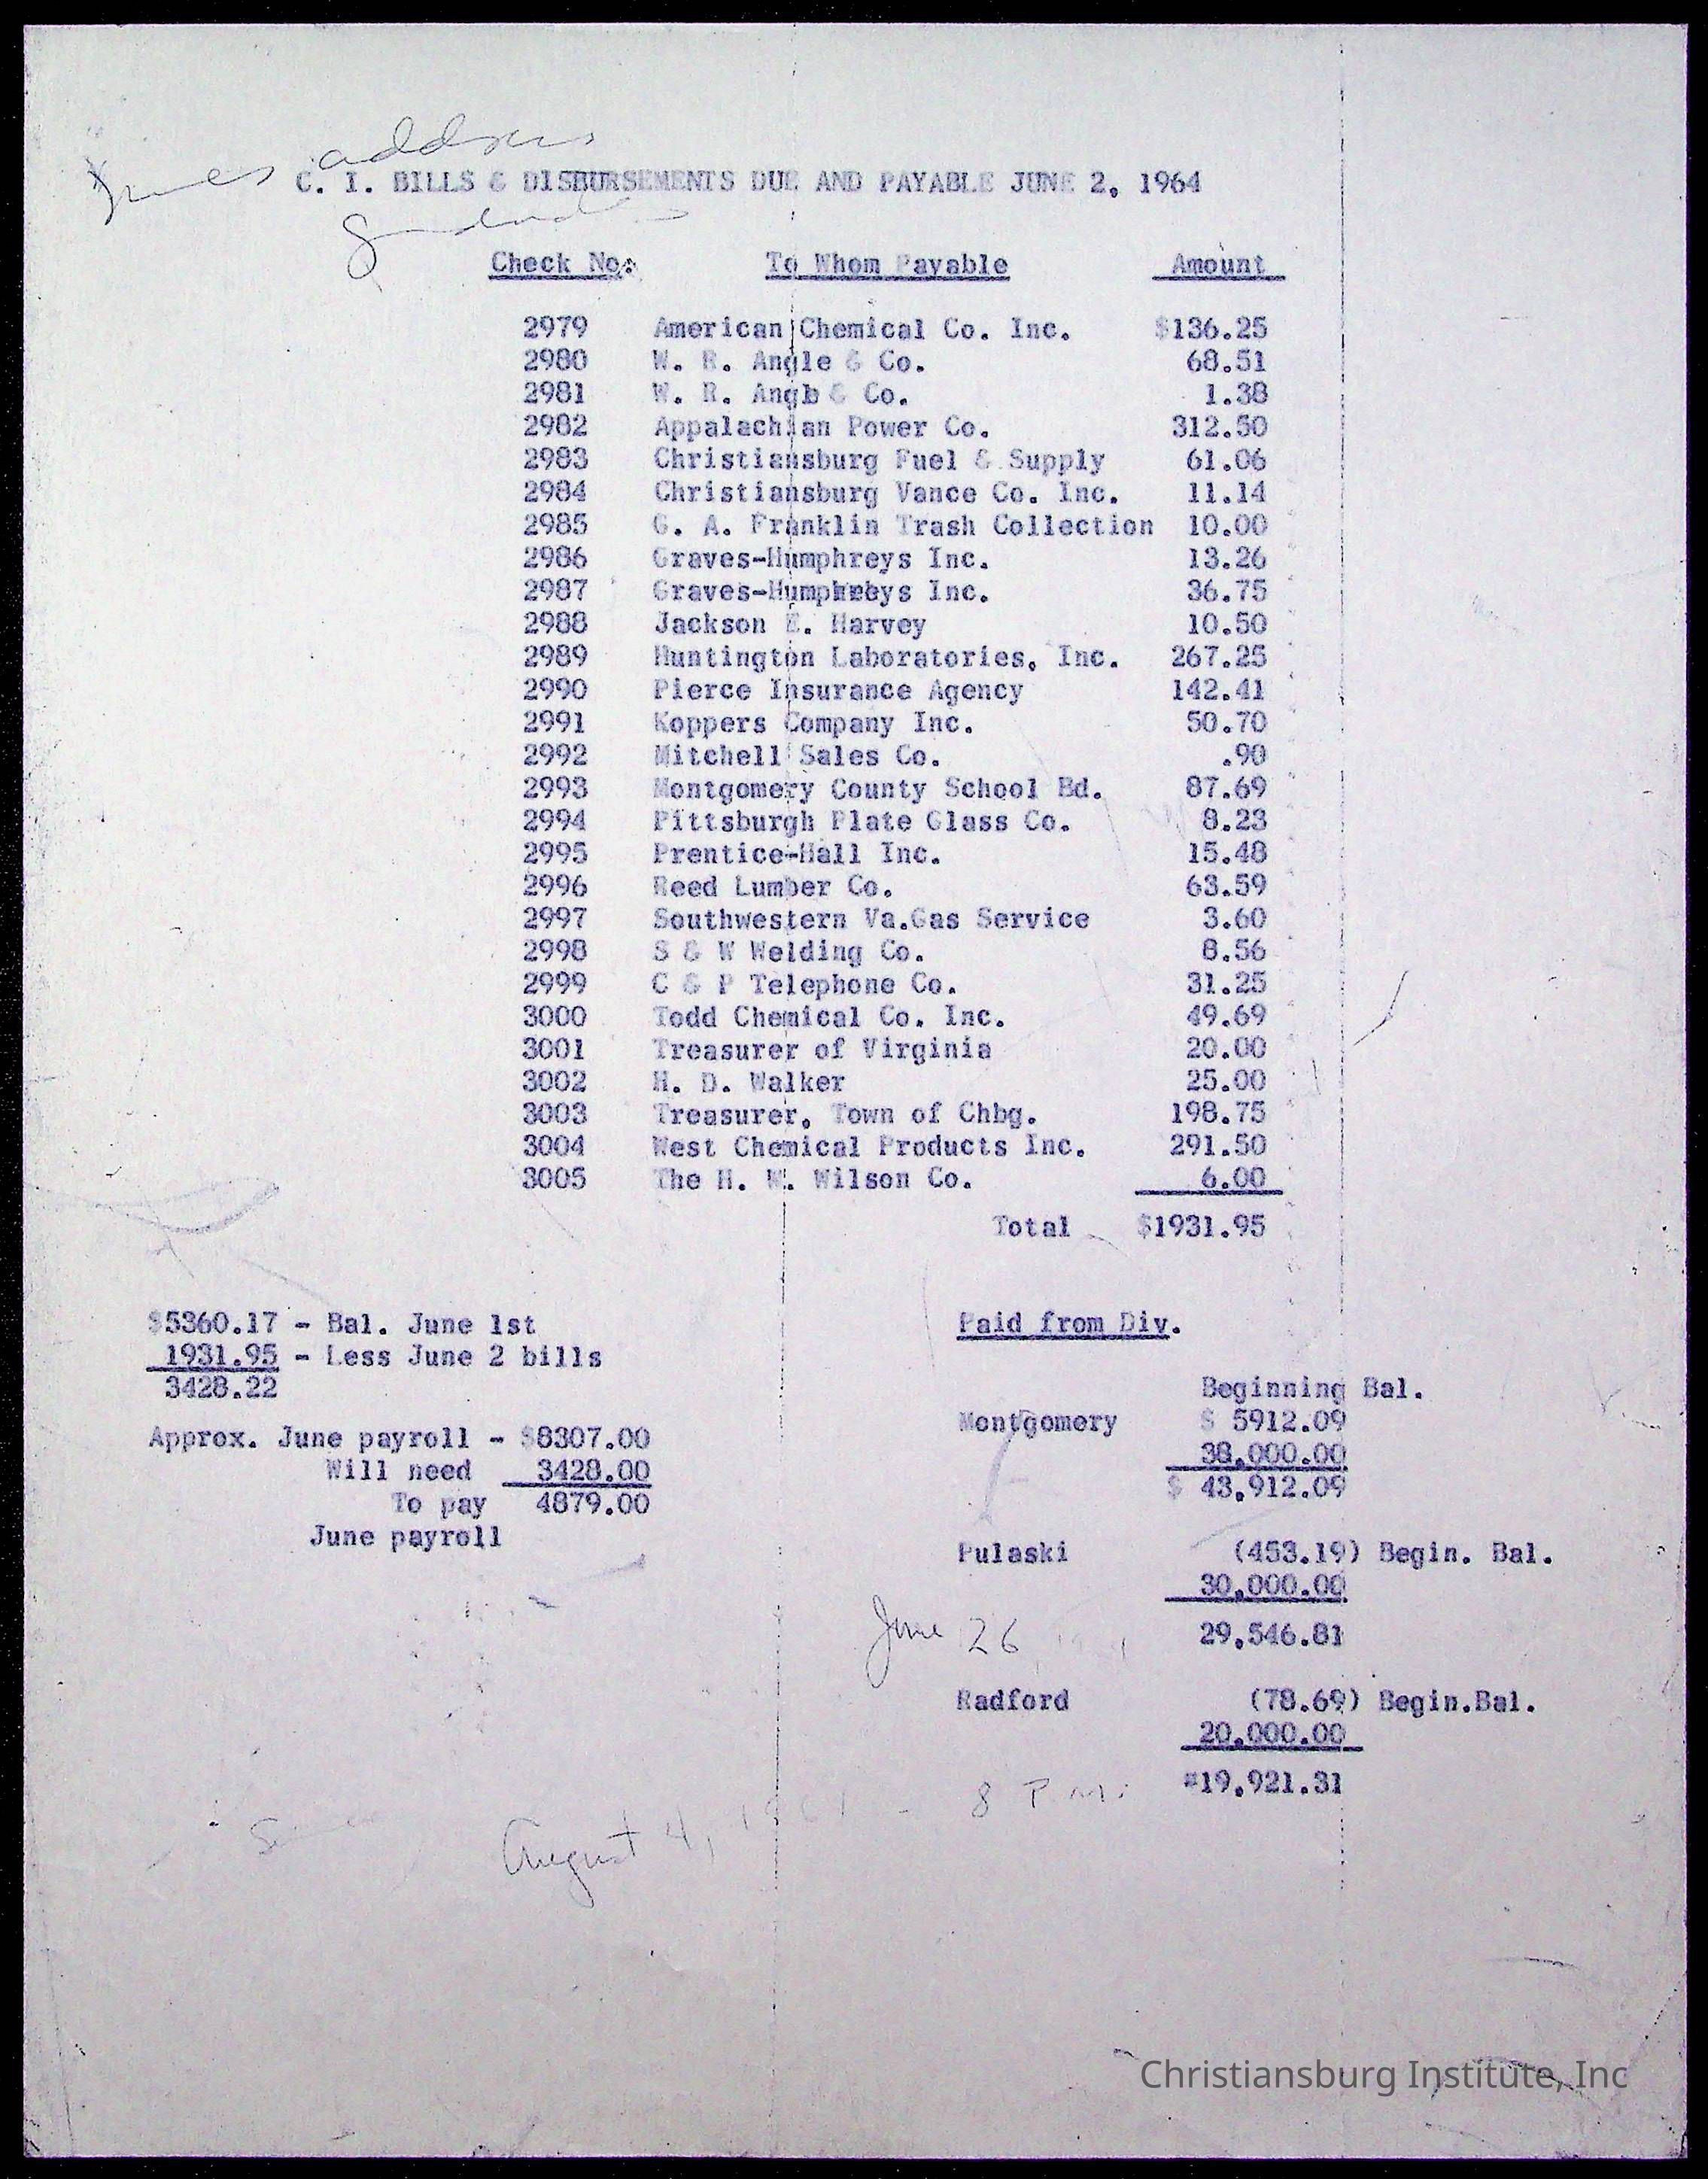 address
C. I. BILLS & DISBURSEMENTS DUE AND PAYABLE JUNE 2, 1964
Check No. To Whom Payable Amount
2979 American Chemical Co. Inc. $136.25
2980 W. R. Angle & Co. 68.51
2981 W. R. Angle & Co. 1.38
2982 Appalachian Power Co. 312.50
2983 Christiansburg Fuel & Supply 61.06
2984 Christiansburg Vance Co. Inc. 11.14
2985 G. A. Franklin Trash Collection 10.00
2986 Graves-Humphreys Inc. 13.26
2987 Graves-Humphreys Inc. 36.75
2988 Jackson E. Harvey 10.50
2989 Huntington Laboratories, Inc. 267.25
2990 Pierce Insurance Agency 142.41
2991 Koppers Company Inc. 50.70
2992 Mitchell Sales Co. .90
2993 Montgomery County School Bd. 87.69
2994 Pittsburgh Plate Glass Co. 8.23
2995 Prentice-Hall Inc. 15.48
2996 Reed Lumber Co. 63.59
2997 Southwestern Va.Gas Service 3.60
2998 S & W Welding Co. 8.56
2999 C & P Telephone Co. 31.25
3000 Todd Chemical Co. Inc. 49.69
3001 Treasurer of Virginia 20.00
3002 H. D. Walker 25.00
3003 Treasurer, Town of Chbg. 198.75
3004 West Chemical Products Inc. 291.50
3005 The H. W. Wilson Co. 6.00
Total $1931.95
$5360.17 - Bal. June 1st
1931.95 - Less June 2 bills
3428.22
Approx. June payroll - $8307.00
Will need 3428.00
To pay 4879.00
June payroll
Paid from Div.
Beginning Bal.
Montgomery $ 5912.09
38,000.00
$ 43,912.09
Pulaski (453.19) Begin. Bal.
30,000.00
June 26 29,546.81
Radford (78.69) Begin.Bal.
20,000.00
19,921.31
August 4, - 8 P.M.
Christiansburg Institute, Inc